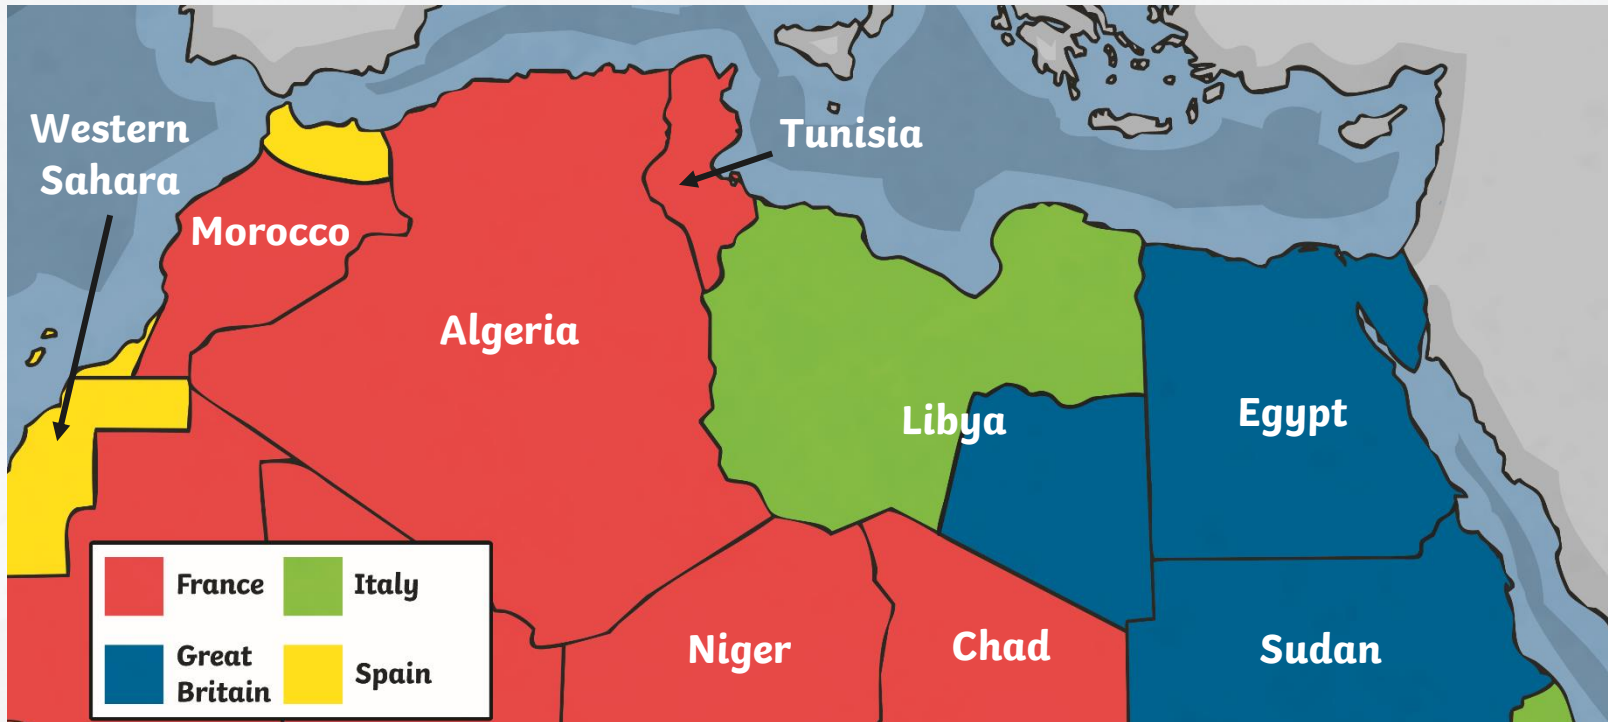 Western
Sahara
Tunisia
Morocco
Algeria
Libya
Egypt
Niger
Chad
Sudan
France
Italy
Great
Britain
Spain